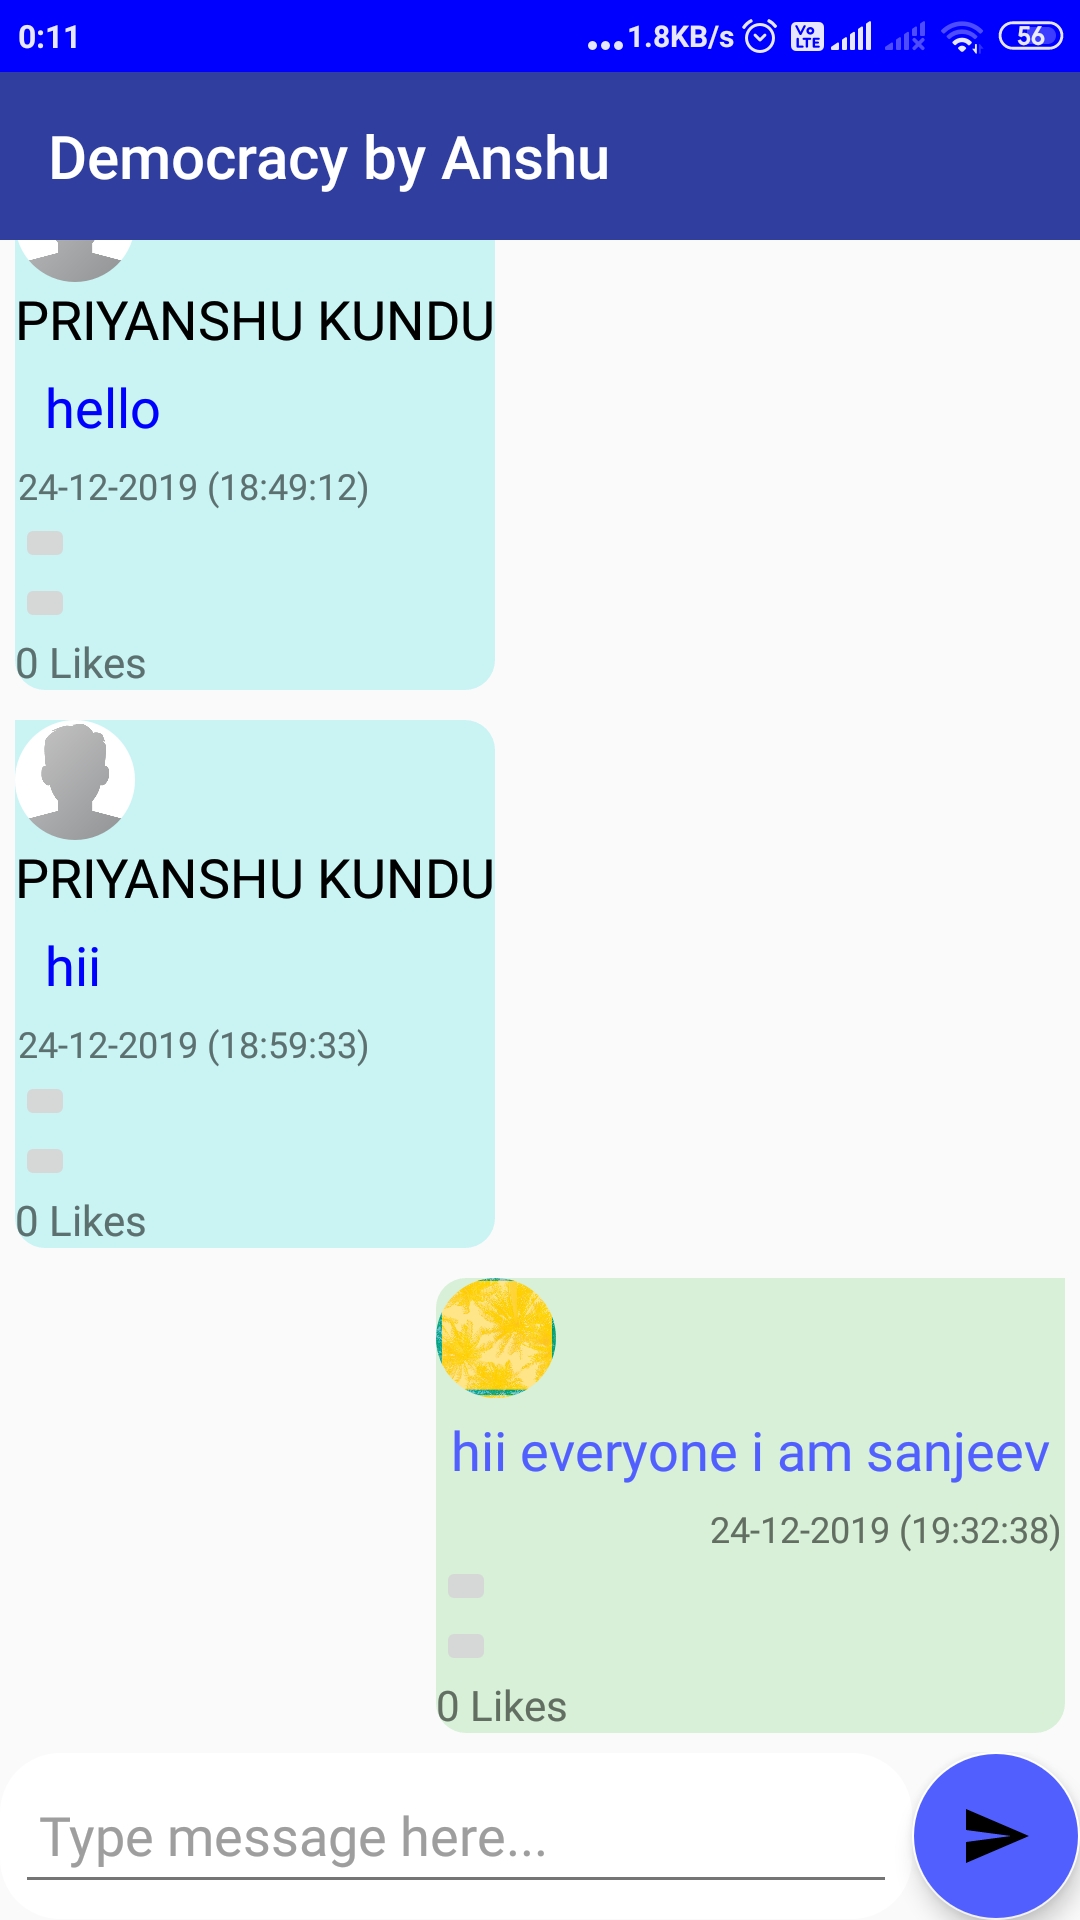 0:11
...1.8KB/s Vo LTE 56
Democracy by Anshu
PRIYANSHU KUNDU
hello
24-12-2019 (18:49:12)
0 Likes
PRIYANSHU KUNDU
hii
24-12-2019 (18:59:33)
0 Likes
hii everyone i am sanjeev
24-12-2019 (19:32:38)
0 Likes
Type message here...